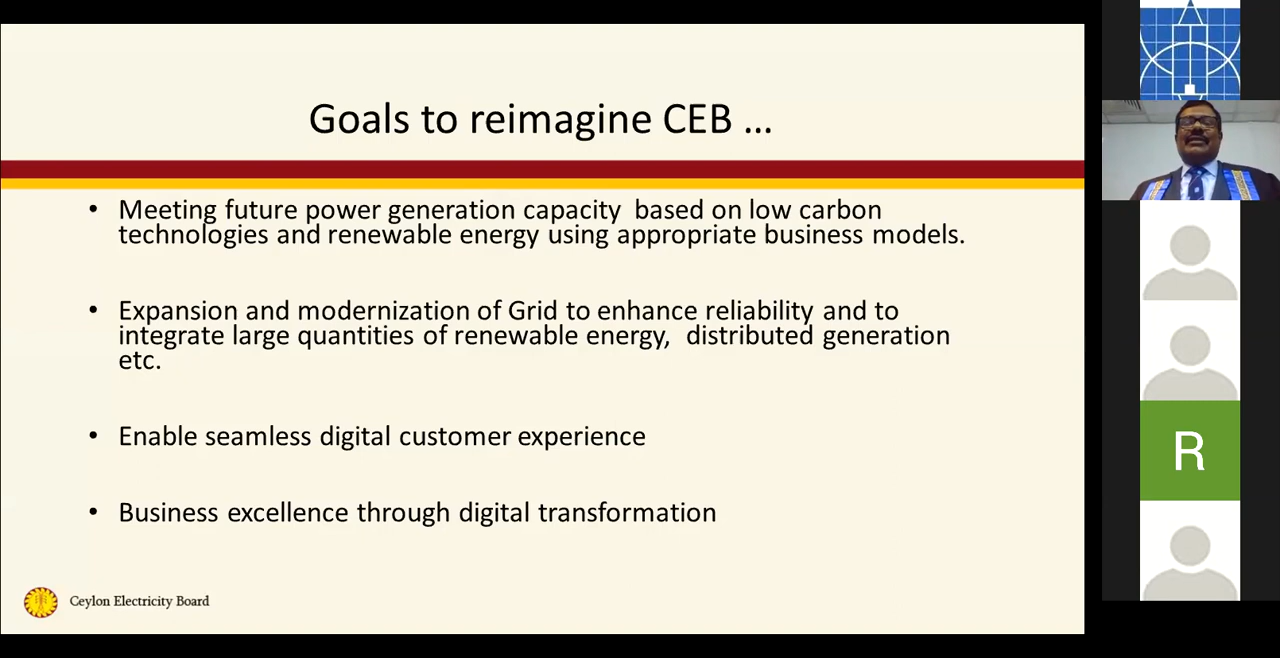 Goals to reimagine CEB ...
• Meeting future power generation capacity  based on low carbon
technologies and renewable energy using appropriate business models.
• Expansion and modernization of Grid to enhance reliability and to
integrate large quantities of renewable energy,  distributed generation
etc.
• Enable seamless digital customer experience
• Business excellence through digital transformation
Ceylon Electricity Board
R